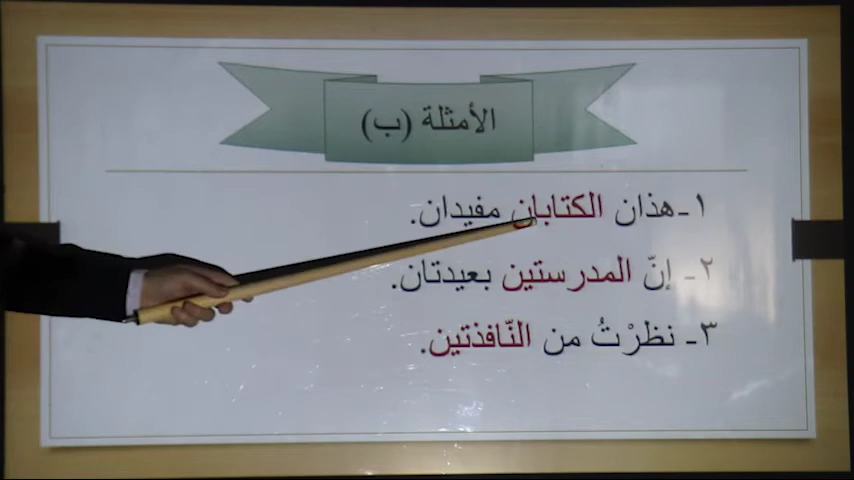 الأمثلة (ب)
١- هذان الكتابان مفيدان.
٢- إنّ المدرستين بعيدتان.
٣- نظرْتُ من النّافذتين.